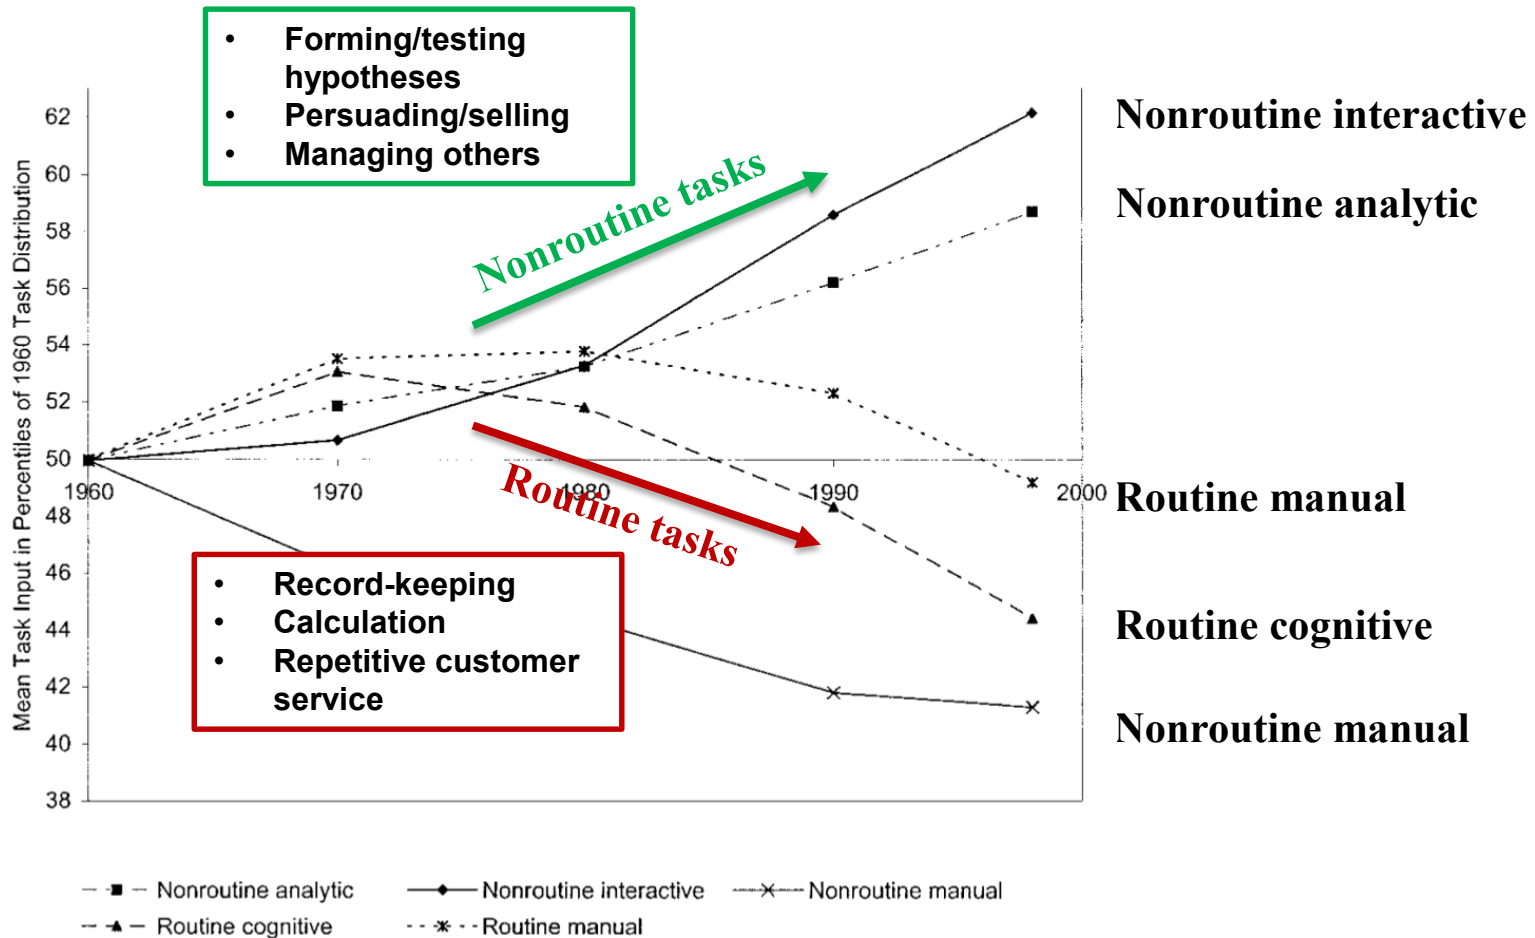 • Forming/testing
hypotheses
• Persuading/selling
• Managing others
Mean Task Input in Percentiles of 1960 Task Distribution
62
60
58
56
54
52
50
48
46
44
42
40
38
1960
1970
1980
1990
2000
Nonroutine tasks
Routine tasks
• Record-keeping
• Calculation
• Repetitive customer
service
Nonroutine interactive
Nonroutine analytic
Routine manual
Routine cognitive
Nonroutine manual
Nonroutine analytic
Nonroutine interactive
Nonroutine manual
Routine cognitive
Routine manual